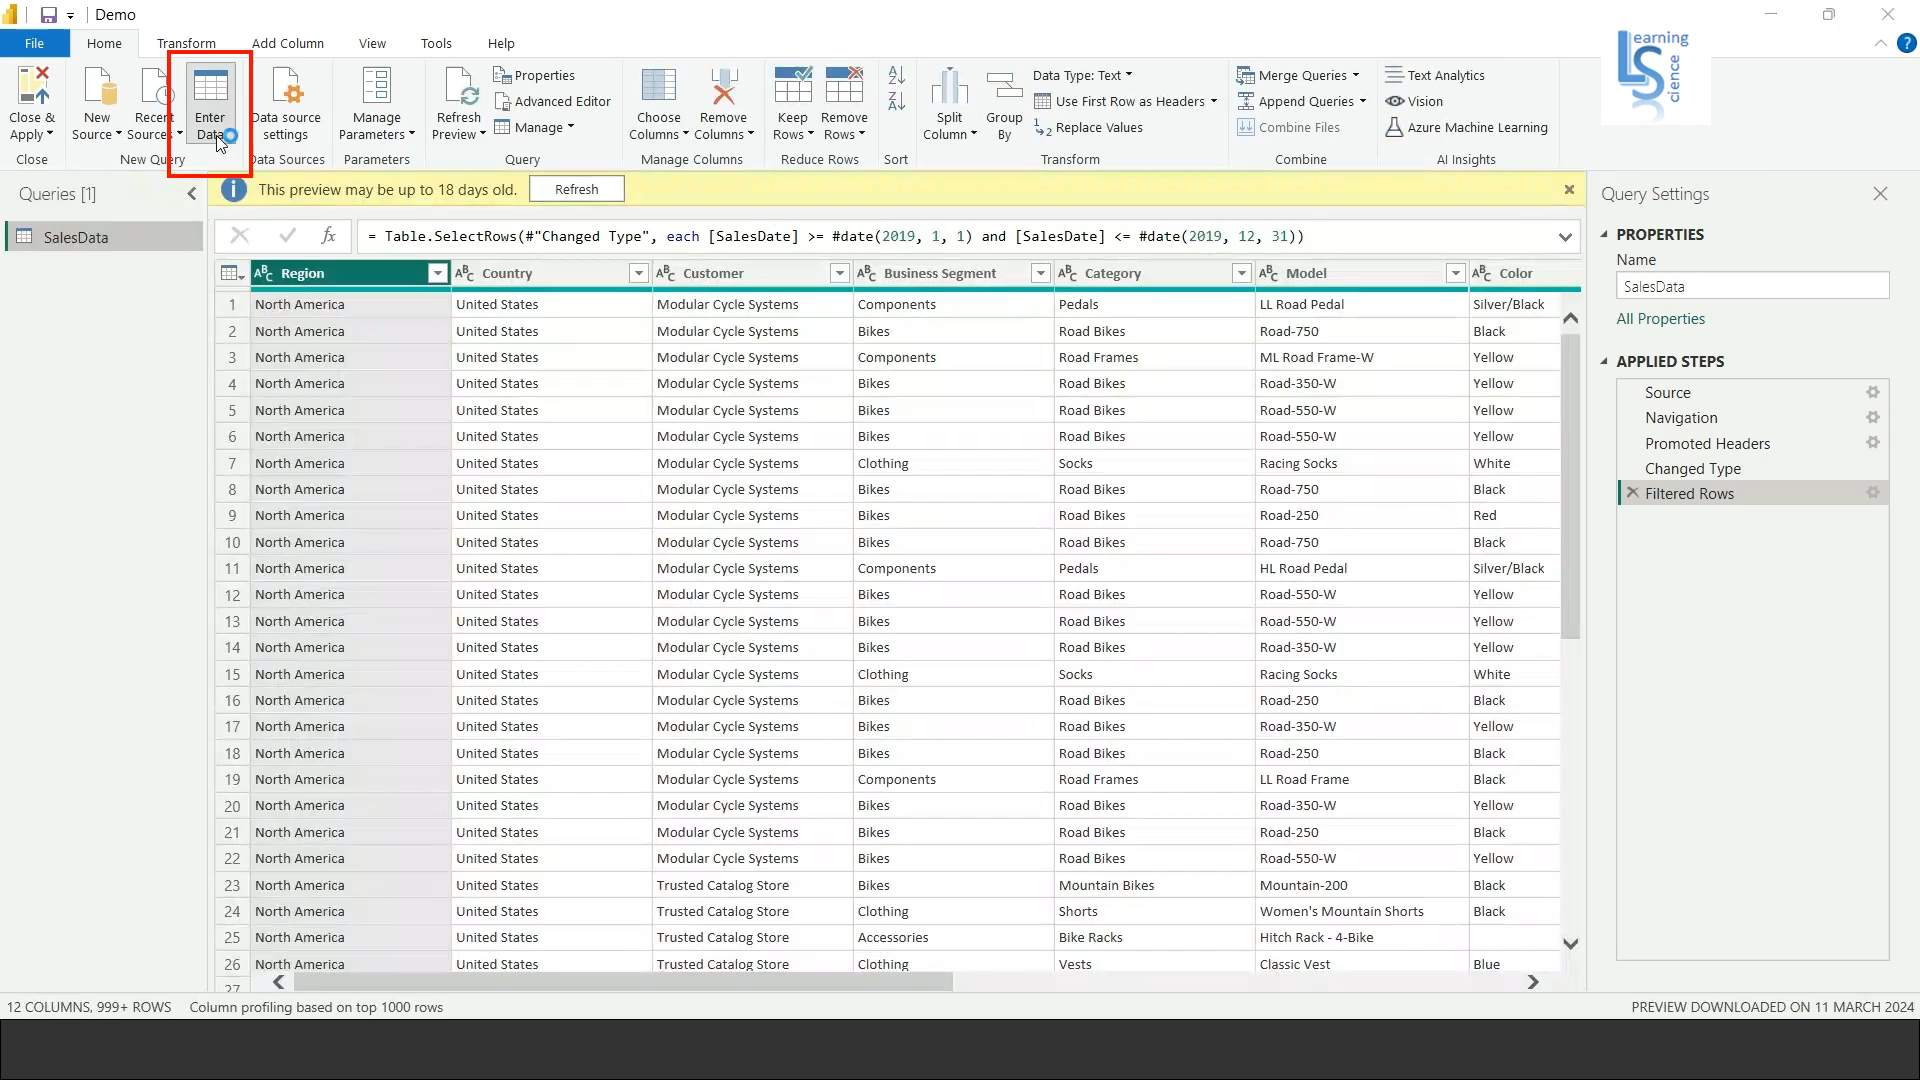 Demo
File Home Transform Add Column View Tools Help
Learning Science
Close & Apply
New Source
Recent Sources
Enter Data
Data source settings
Manage Parameters
Refresh Preview
Properties
Advanced Editor
Manage
Choose Columns
Remove Columns
Keep Rows
Remove Rows
Split Column
Group By
Data Type: Text
Use First Row as Headers
Replace Values
Merge Queries
Append Queries
Combine Files
Text Analytics
Vision
Azure Machine Learning
Close New Query Data Sources Parameters Query Manage Columns Reduce Rows Sort Transform Combine AI Insights
Queries [1]
SalesData
This preview may be up to 18 days old. Refresh
fx = Table.SelectRows(#"Changed Type", each [SalesDate] >= #date(2019, 1, 1) and [SalesDate] <= #date(2019, 12, 31))
Region Country Customer Business Segment Category Model Color
1 North America United States Modular Cycle Systems Components Pedals LL Road Pedal Silver/Black
2 North America United States Modular Cycle Systems Bikes Road Bikes Road-750 Black
3 North America United States Modular Cycle Systems Components Road Frames ML Road Frame-W Yellow
4 North America United States Modular Cycle Systems Bikes Road Bikes Road-350-W Yellow
5 North America United States Modular Cycle Systems Bikes Road Bikes Road-550-W Yellow
6 North America United States Modular Cycle Systems Bikes Road Bikes Road-550-W Yellow
7 North America United States Modular Cycle Systems Clothing Socks Racing Socks White
8 North America United States Modular Cycle Systems Bikes Road Bikes Road-750 Black
9 North America United States Modular Cycle Systems Bikes Road Bikes Road-250 Red
10 North America United States Modular Cycle Systems Bikes Road Bikes Road-750 Black
11 North America United States Modular Cycle Systems Components Pedals HL Road Pedal Silver/Black
12 North America United States Modular Cycle Systems Bikes Road Bikes Road-550-W Yellow
13 North America United States Modular Cycle Systems Bikes Road Bikes Road-550-W Yellow
14 North America United States Modular Cycle Systems Bikes Road Bikes Road-350-W Yellow
15 North America United States Modular Cycle Systems Clothing Socks Racing Socks White
16 North America United States Modular Cycle Systems Bikes Road Bikes Road-250 Black
17 North America United States Modular Cycle Systems Bikes Road Bikes Road-350-W Yellow
18 North America United States Modular Cycle Systems Bikes Road Bikes Road-250 Black
19 North America United States Modular Cycle Systems Components Road Frames LL Road Frame Black
20 North America United States Modular Cycle Systems Bikes Road Bikes Road-350-W Yellow
21 North America United States Modular Cycle Systems Bikes Road Bikes Road-250 Black
22 North America United States Modular Cycle Systems Bikes Road Bikes Road-550-W Yellow
23 North America United States Trusted Catalog Store Bikes Mountain Bikes Mountain-200 Black
24 North America United States Trusted Catalog Store Clothing Shorts Women's Mountain Shorts Black
25 North America United States Trusted Catalog Store Accessories Bike Racks Hitch Rack - 4-Bike
26 North America United States Trusted Catalog Store Clothing Vests Classic Vest Blue
27
Query Settings
PROPERTIES
Name
SalesData
All Properties
APPLIED STEPS
Source
Navigation
Promoted Headers
Changed Type
Filtered Rows
12 COLUMNS, 999+ ROWS Column profiling based on top 1000 rows PREVIEW DOWNLOADED ON 11 MARCH 2024